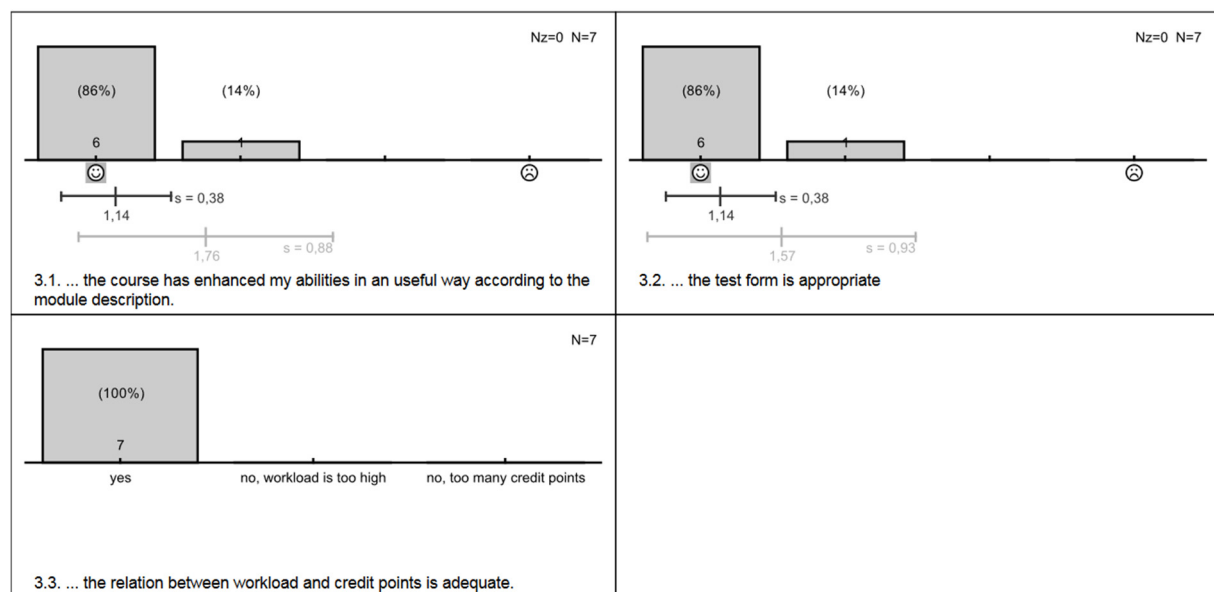 Nz=0 N=7
(86%)
(14%)
6
1
s = 0,38
1,14
1,76
s = 0,88
3.1. ... the course has enhanced my abilities in an useful way according to the
module description.
Nz=0 N=7
(86%)
(14%)
6
1
s = 0,38
1,14
1,57
s = 0,93
3.2. ... the test form is appropriate
N=7
(100%)
7
yes
no, workload is too high
no, too many credit points
3.3. ... the relation between workload and credit points is adequate.